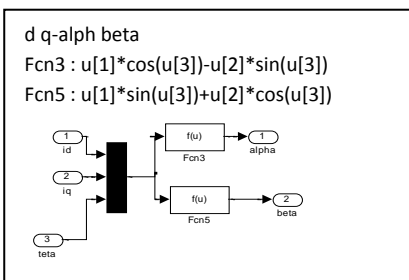 d q-alph beta
Fcn3 : u[1]*cos(u[3])-u[2]*sin(u[3])
Fcn5 : u[1]*sin(u[3])+u[2]*cos(u[3])
1
id
f(u)
Fcn3
1
alpha
2
iq
f(u)
Fcn5
2
beta
3
teta